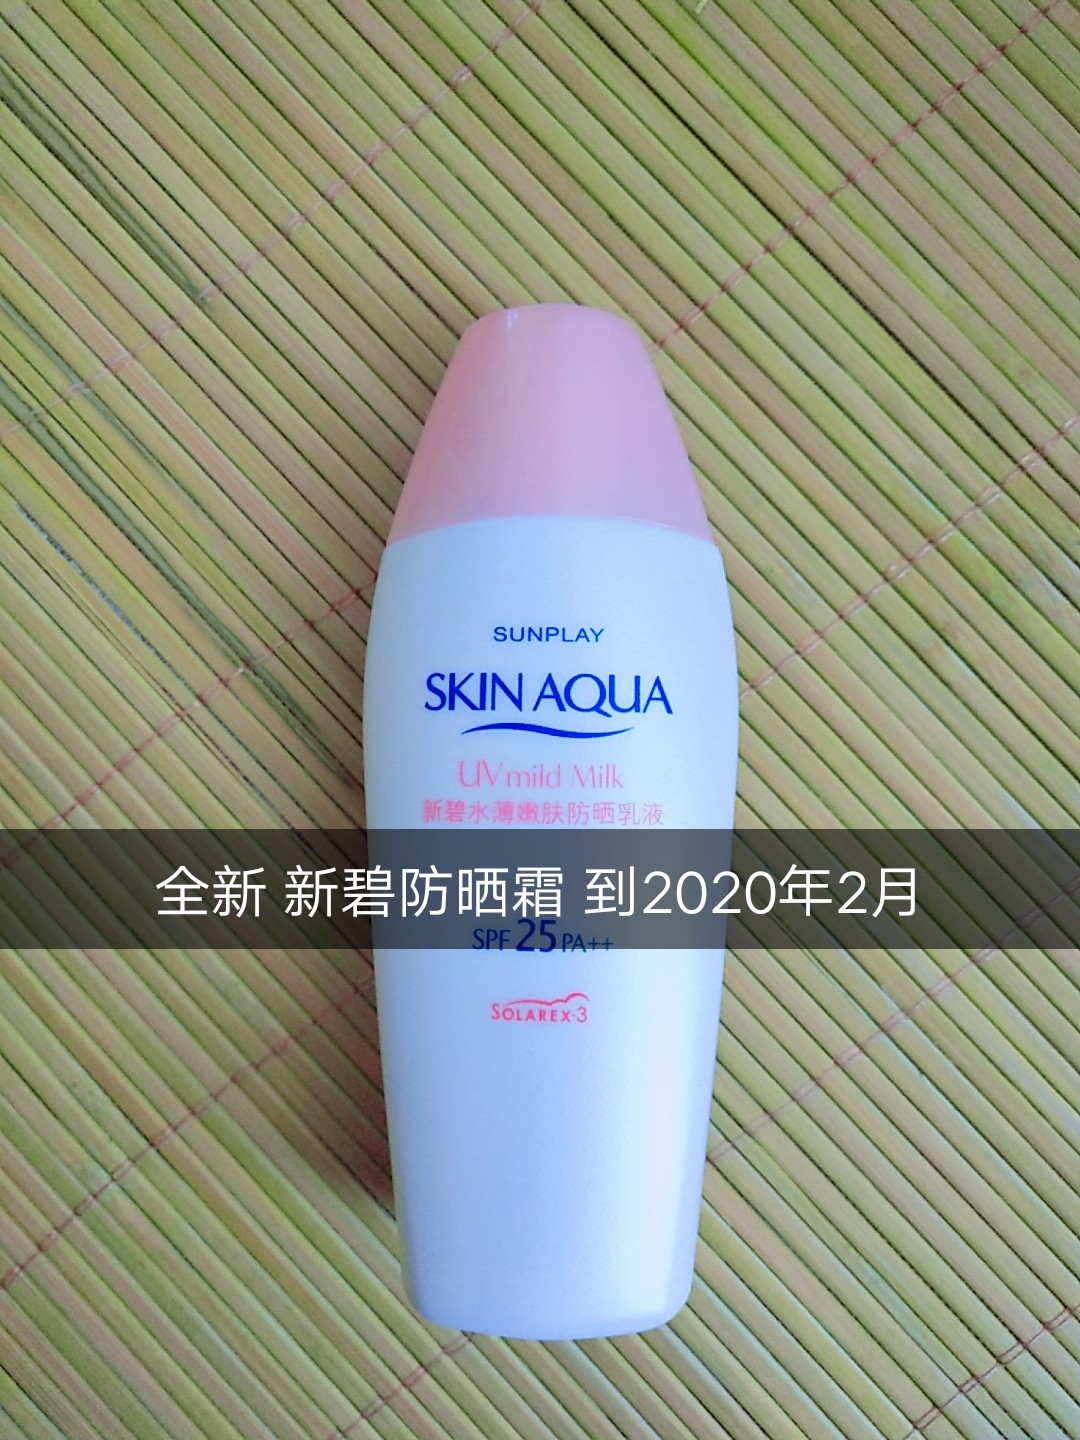 SUNPLAY
SKIN AQUA
UV mild Milk
新碧水薄嫩肤防晒乳液
全新 新碧防晒霜 到2020年2月
SPF 25 PA++
SOLAREX-3